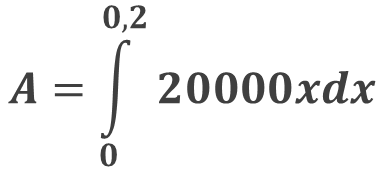 0,2
A = ∫ 20000xdx
0